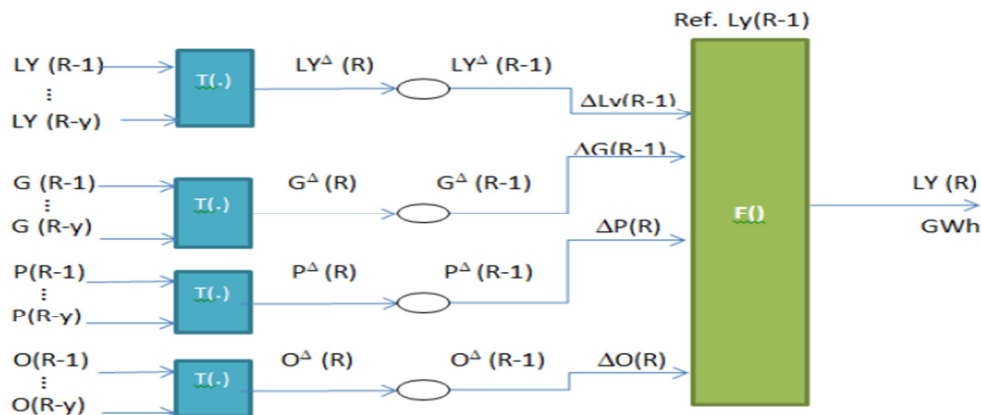 Ref. Ly(R-1)
LY (R-1)
⋮
LY (R-y)
T(.)
LY^Δ (R)
LY^Δ (R-1)
ΔLy(R-1)
G (R-1)
⋮
G (R-y)
T(.)
G^Δ (R)
G^Δ (R-1)
ΔG(R-1)
P(R-1)
⋮
P(R-y)
T(.)
P^Δ (R)
P^Δ (R-1)
ΔP(R)
O(R-1)
⋮
O(R-y)
T(.)
O^Δ (R)
O^Δ (R-1)
ΔO(R)
F()
LY (R)
GWh